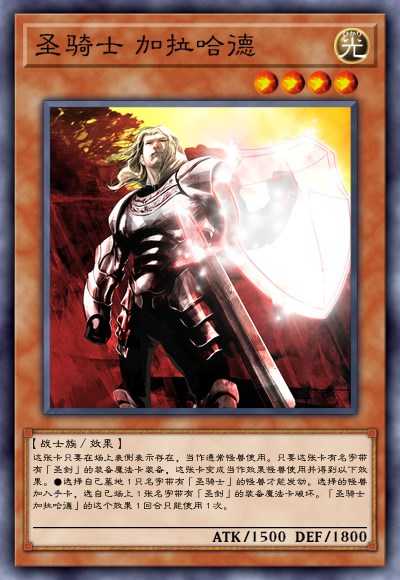 圣骑士 加拉哈德
光
【战士族／效果】
这张卡只要在场上表侧表示存在，当作通常怪兽使用。只要这张卡有名字带
有「圣剑」的装备魔法卡装备，这张卡变成当作效果怪兽使用并得到以下效
果。●选择自己墓地1只名字带有「圣骑士」的怪兽才能发动。选择的怪兽
加入手卡，选自己场上1张名字带有「圣剑」的装备魔法卡破坏。「圣骑士
加拉哈德」的这个效果1回合只能使用1次。
ATK/1500 DEF/1800